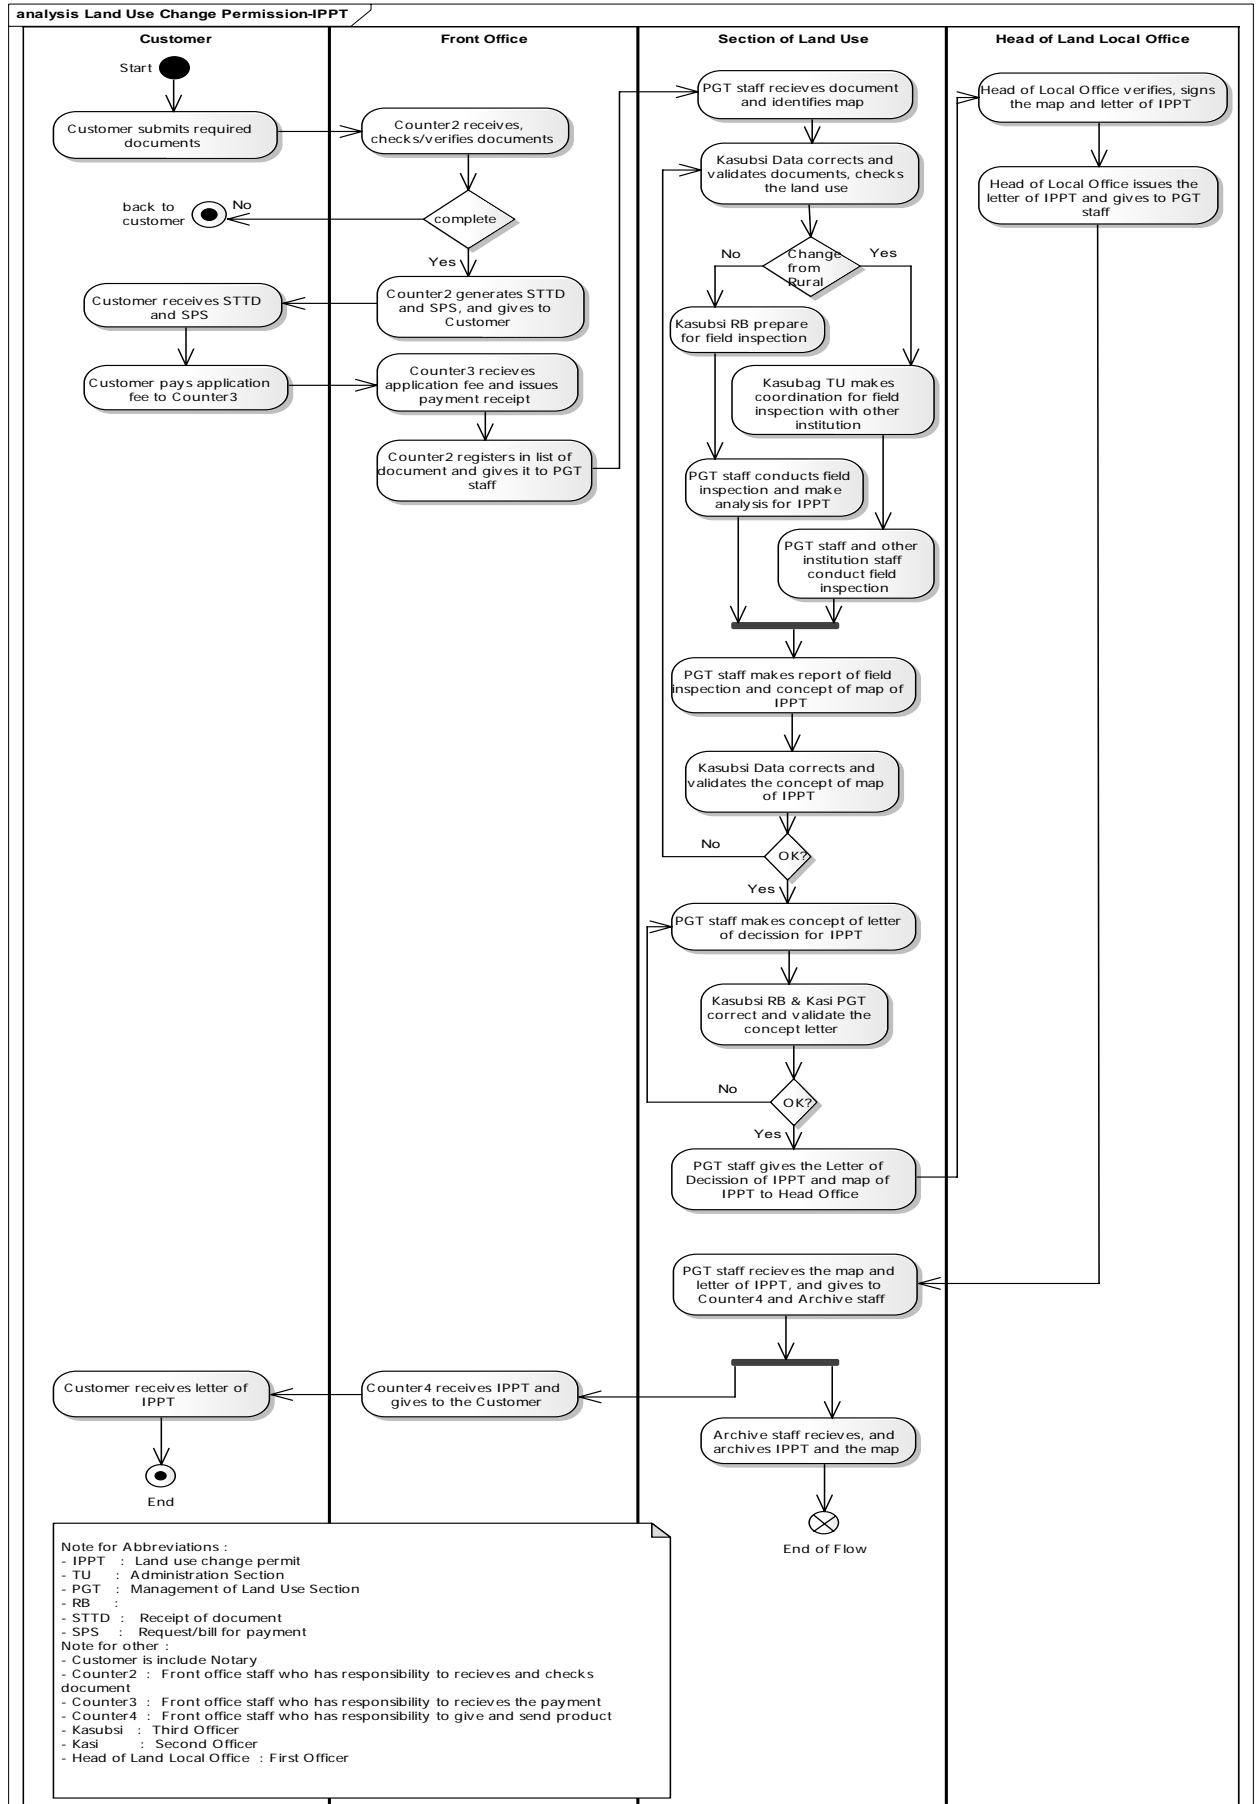 analysis Land Use Change Permission-IPPT
Customer
Front Office
Section of Land Use
Head of Land Local Office
Start
Customer submits required
documents
Counter2 receives,
checks/verifies documents
complete
No
back to
customer
Yes
Counter2 generates STTD
and SPS, and gives to
Customer
Customer receives STTD
and SPS
Customer pays application
fee to Counter3
Counter3 recieves
application fee and issues
payment receipt
Counter2 registers in list of
document and gives it to PGT
staff
PGT staff recieves document
and identifies map
Kasubsi Data corrects and
validates documents, checks
the land use
Change
from
Rural
No
Yes
Kasubsi RB prepare
for field inspection
Kasubag TU makes
coordination for field
inspection with other
institution
PGT staff conducts field
inspection and make
analysis for IPPT
PGT staff and other
institution staff
conduct field
inspection
PGT staff makes report of field
inspection and concept of map of
IPPT
Kasubsi Data corrects and
validates the concept of map
of IPPT
OK?
No
Yes
PGT staff makes concept of letter
of decission for IPPT
Kasubsi RB & Kasi PGT
correct and validate the
concept letter
OK?
No
Yes
PGT staff gives the Letter of
Decission of IPPT and map of
IPPT to Head Office
Head of Local Office verifies, signs
the map and letter of IPPT
Head of Local Office issues the
letter of IPPT and gives to PGT
staff
PGT staff recieves the map and
letter of IPPT, and gives to
Counter4 and Archive staff
Counter4 receives IPPT and
gives to the Customer
Customer receives letter of
IPPT
End
Archive staff recieves, and
archives IPPT and the map
End of Flow
Note for Abbreviations :
- IPPT : Land use change permit
- TU : Administration Section
- PGT : Management of Land Use Section
- RB :
- STTD : Receipt of document
- SPS : Request/bill for payment
Note for other :
- Customer is include Notary
- Counter2 : Front office staff who has responsibility to recieves and checks
document
- Counter3 : Front office staff who has responsibility to recieves the payment
- Counter4 : Front office staff who has responsibility to give and send product
- Kasubsi : Third Officer
- Kasi : Second Officer
- Head of Land Local Office : First Officer